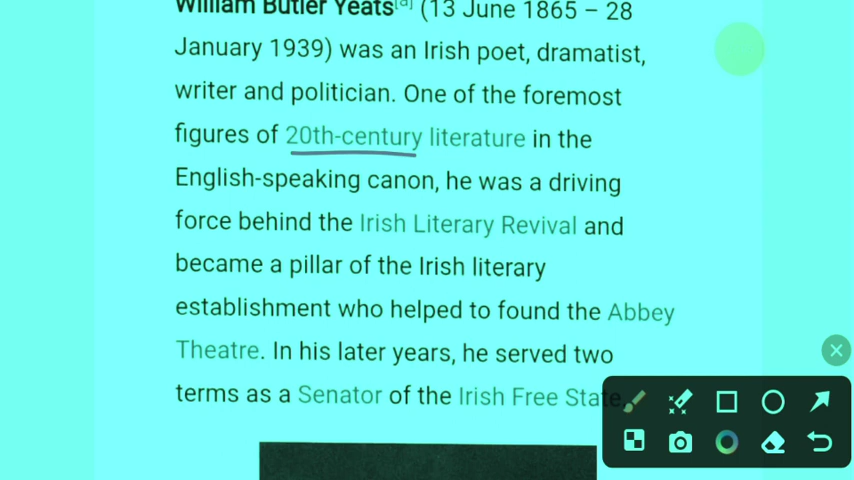 William Butler Yeats[a] (13 June 1865 – 28
January 1939) was an Irish poet, dramatist,
writer and politician. One of the foremost
figures of 20th-century literature in the
English-speaking canon, he was a driving
force behind the Irish Literary Revival and
became a pillar of the Irish literary
establishment who helped to found the Abbey
Theatre. In his later years, he served two
terms as a Senator of the Irish Free State.